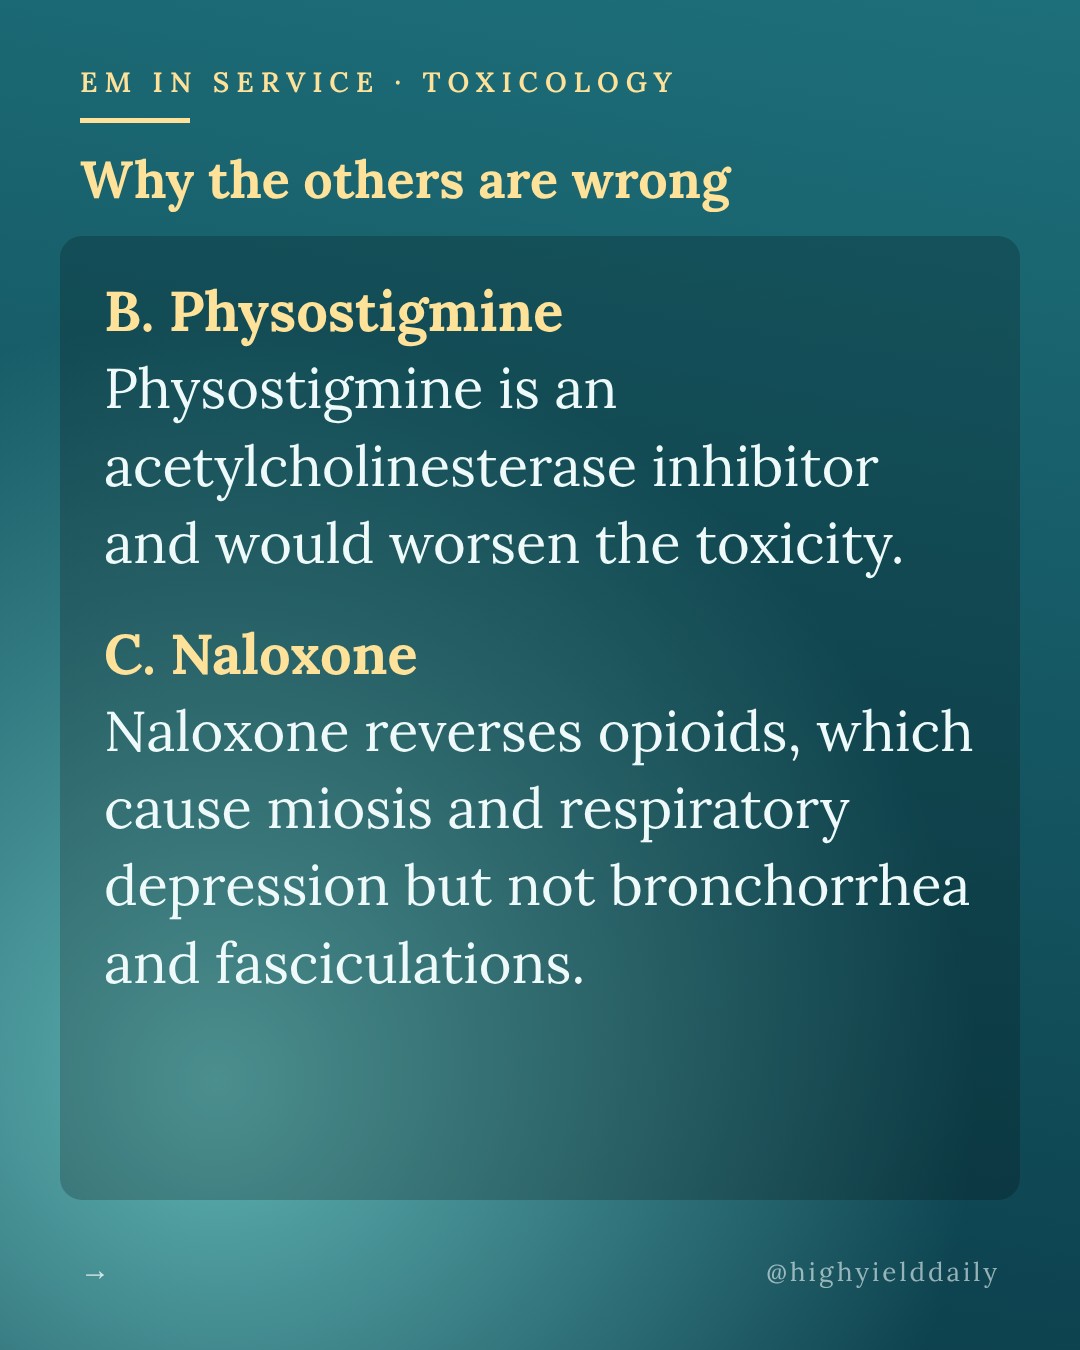 EM IN SERVICE · TOXICOLOGY
Why the others are wrong
B. Physostigmine
Physostigmine is an
acetylcholinesterase inhibitor
and would worsen the toxicity.
C. Naloxone
Naloxone reverses opioids, which
cause miosis and respiratory
depression but not bronchorrhea
and fasciculations.
→
@highyielddaily